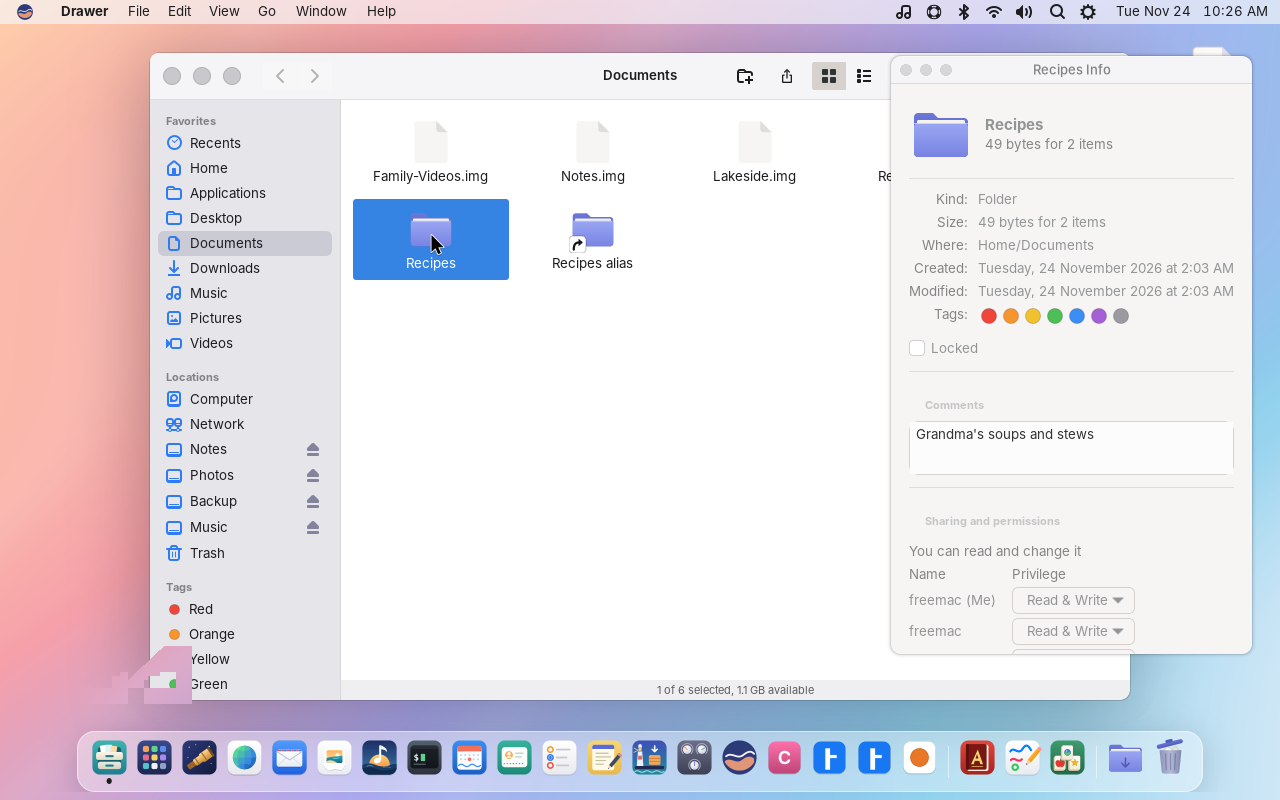 Drawer File Edit View Go Window Help Tue Nov 24 10:26 AM
Documents
Favorites
Recents
Home
Applications
Desktop
Documents
Downloads
Music
Pictures
Videos
Locations
Computer
Network
Notes
Photos
Backup
Music
Trash
Tags
Red
Orange
Yellow
Green
Family-Videos.img
Notes.img
Lakeside.img
Re
Recipes
Recipes alias
1 of 6 selected, 1.1 GB available
Recipes Info
Recipes
49 bytes for 2 items
Kind: Folder
Size: 49 bytes for 2 items
Where: Home/Documents
Created: Tuesday, 24 November 2026 at 2:03 AM
Modified: Tuesday, 24 November 2026 at 2:03 AM
Tags:
Locked
Comments
Grandma's soups and stews
Sharing and permissions
You can read and change it
Name Privilege
freemac (Me) Read & Write
freemac Read & Write